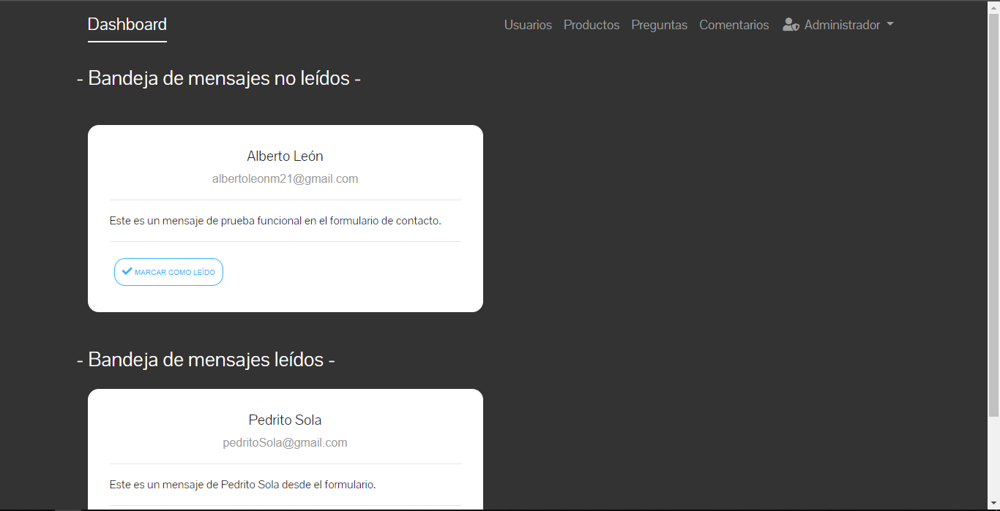 Dashboard
Usuarios Productos Preguntas Comentarios Administrador
- Bandeja de mensajes no leídos -
Alberto León
albertoleonm21@gmail.com
Este es un mensaje de prueba funcional en el formulario de contacto.
MARCAR COMO LEÍDO
- Bandeja de mensajes leídos -
Pedrito Sola
pedritoSola@gmail.com
Este es un mensaje de Pedrito Sola desde el formulario.